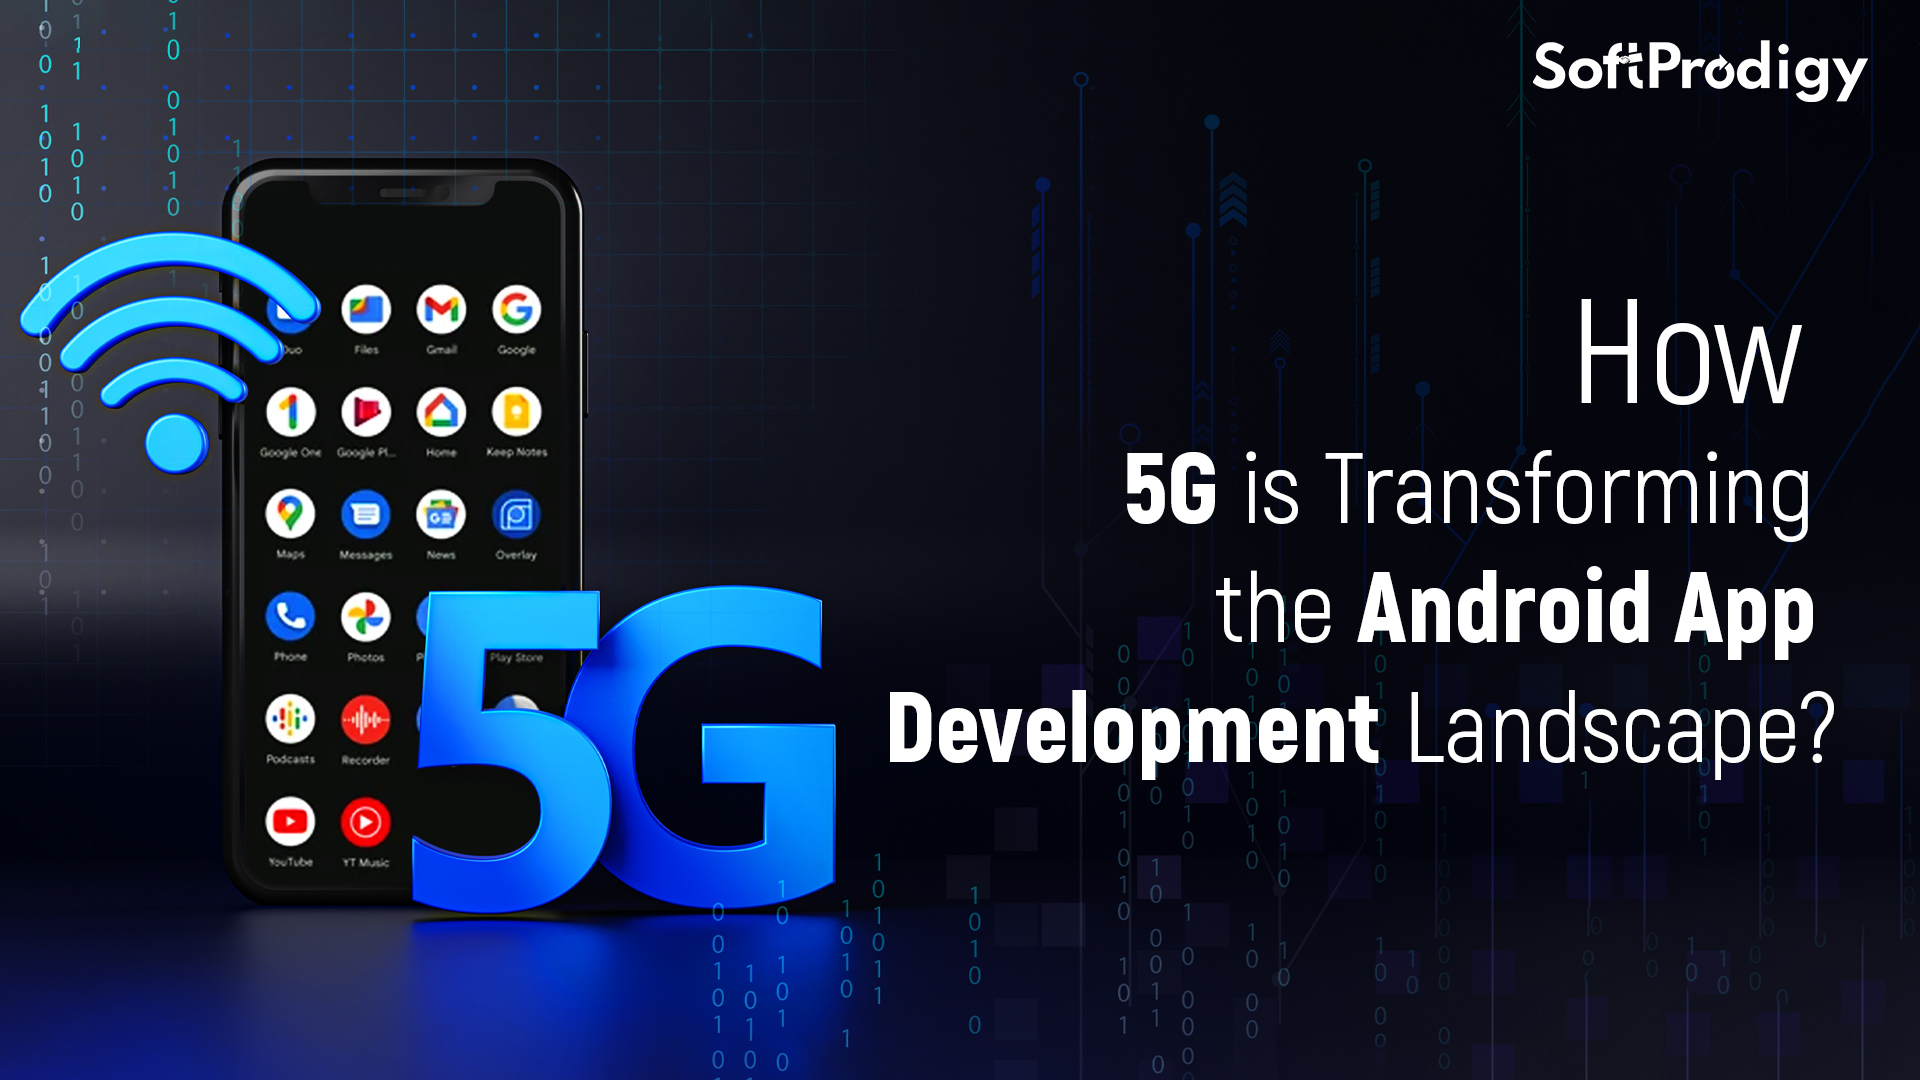 SoftProdigy
How
5G is Transforming
the Android App
Development Landscape?
Files
Gmail
Google
Google One
Google Pl...
Home
Keep Notes
Maps
Messages
News
Overlay
Phone
Photos
Play Store
Podcasts
Recorder
YouTube
YT Music
5G